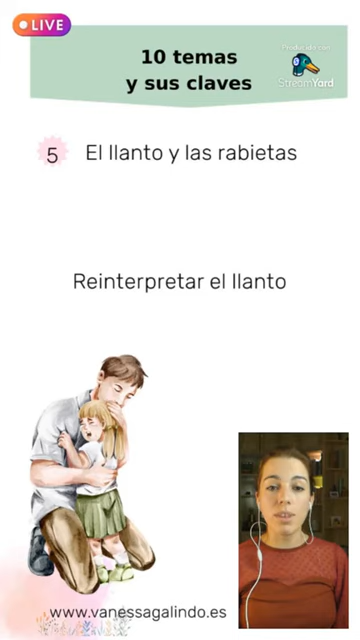 LIVE
10 temas
y sus claves
Producido con
StreamYard
5 El llanto y las rabietas
Reinterpretar el llanto
www.vanessagalindo.es